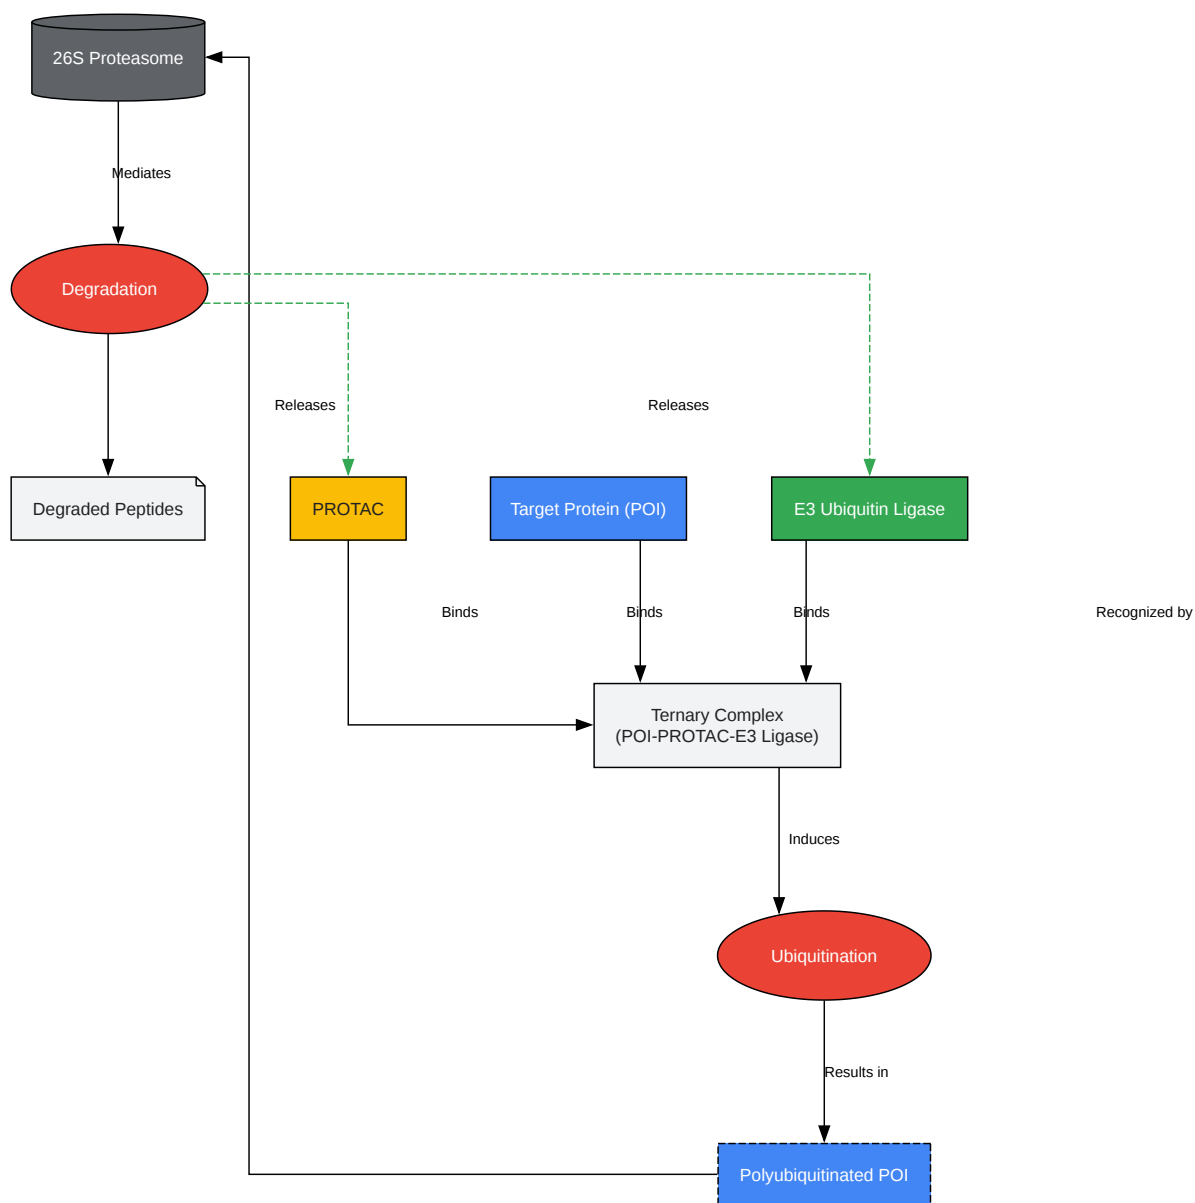 26S Proteasome
Mediates
Degradation
Releases
Releases
Degraded Peptides
PROTAC
Target Protein (POI)
E3 Ubiquitin Ligase
Binds
Binds
Binds
Recognized by
Ternary Complex
(POI-PROTAC-E3 Ligase)
Induces
Ubiquitination
Results in
Polyubiquitinated POI